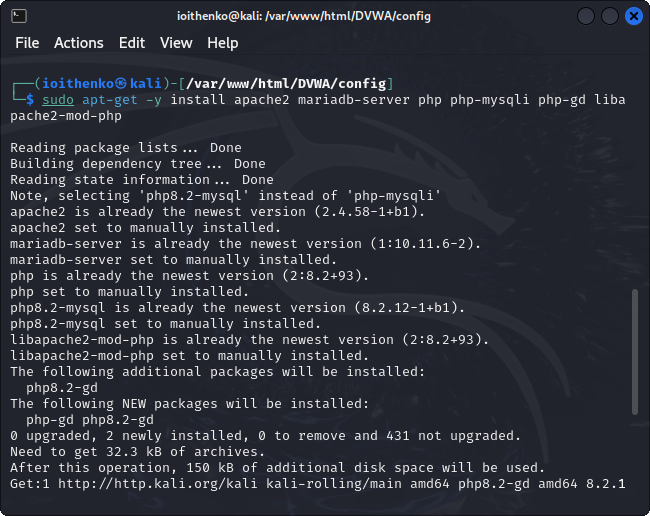 ioithenko@kali: /var/www/html/DVWA/config
File Actions Edit View Help
┌──(ioithenko㉿kali)-[/var/www/html/DVWA/config]
└─$ sudo apt-get -y install apache2 mariadb-server php php-mysqli php-gd liba
pache2-mod-php
Reading package lists... Done
Building dependency tree... Done
Reading state information... Done
Note, selecting 'php8.2-mysql' instead of 'php-mysqli'
apache2 is already the newest version (2.4.58-1+b1).
apache2 set to manually installed.
mariadb-server is already the newest version (1:10.11.6-2).
mariadb-server set to manually installed.
php is already the newest version (2:8.2+93).
php set to manually installed.
php8.2-mysql is already the newest version (8.2.12-1+b1).
php8.2-mysql set to manually installed.
libapache2-mod-php is already the newest version (2:8.2+93).
libapache2-mod-php set to manually installed.
The following additional packages will be installed:
  php8.2-gd
The following NEW packages will be installed:
  php-gd php8.2-gd
0 upgraded, 2 newly installed, 0 to remove and 431 not upgraded.
Need to get 32.3 kB of archives.
After this operation, 150 kB of additional disk space will be used.
Get:1 http://http.kali.org/kali kali-rolling/main amd64 php8.2-gd amd64 8.2.1